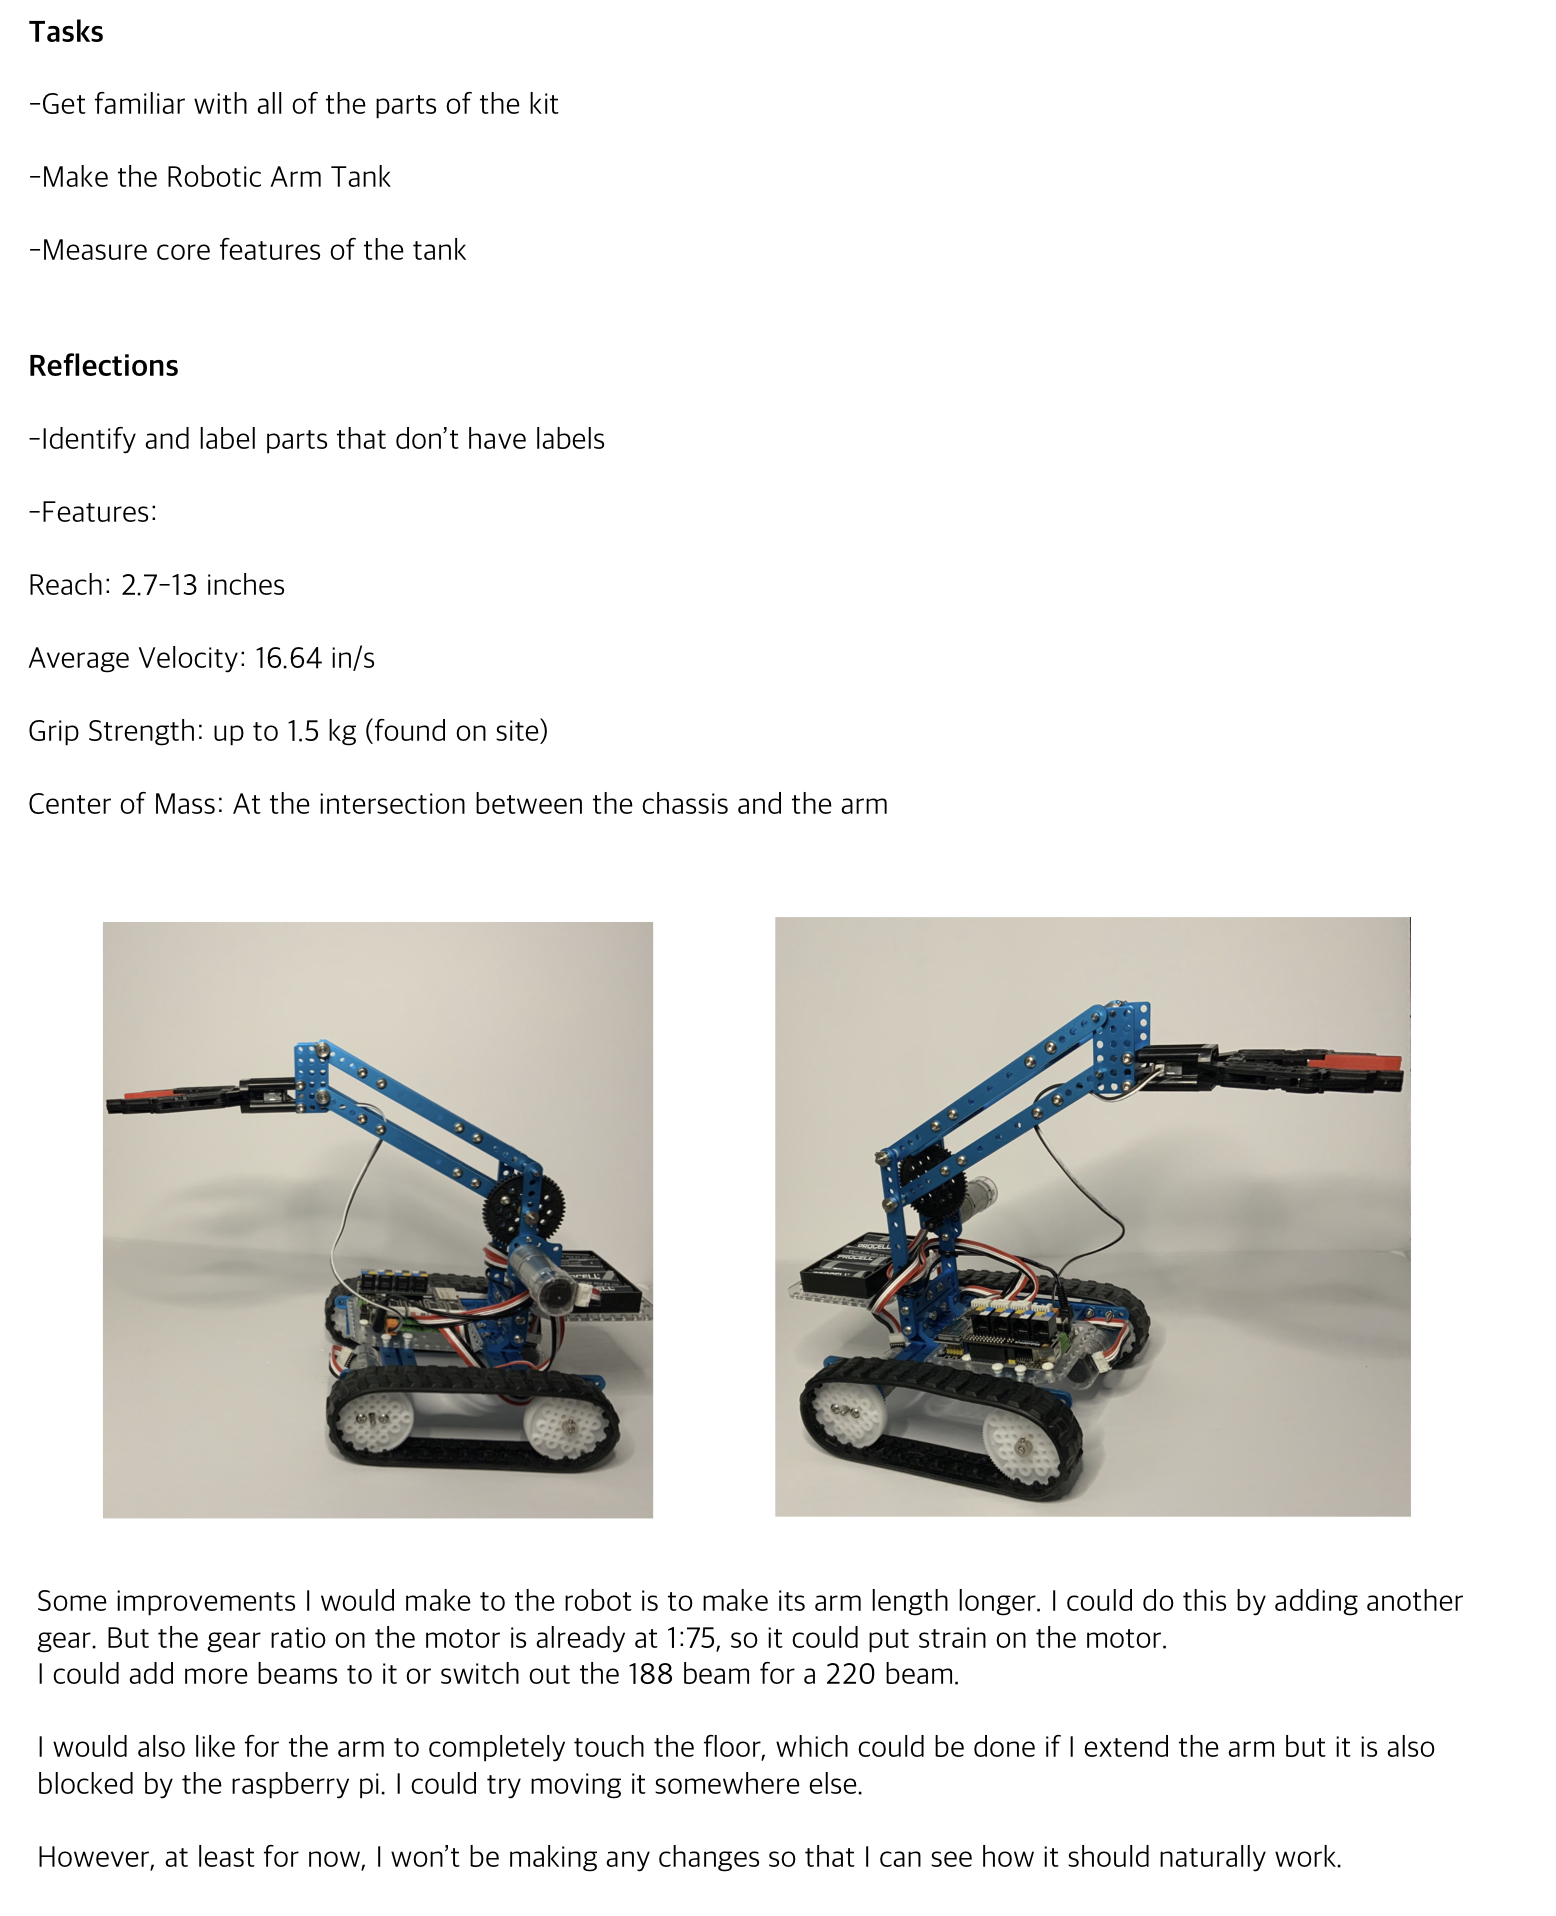 Tasks
-Get familiar with all of the parts of the kit
-Make the Robotic Arm Tank
-Measure core features of the tank
Reflections
-Identify and label parts that don't have labels
-Features:
Reach: 2.7-13 inches
Average Velocity: 16.64 in/s
Grip Strength: up to 1.5 kg (found on site)
Center of Mass: At the intersection between the chassis and the arm
PROCELL
PROCELL
Some improvements I would make to the robot is to make its arm length longer. I could do this by adding another
gear. But the gear ratio on the motor is already at 1:75, so it could put strain on the motor.
I could add more beams to it or switch out the 188 beam for a 220 beam.
I would also like for the arm to completely touch the floor, which could be done if I extend the arm but it is also
blocked by the raspberry pi. I could try moving it somewhere else.
However, at least for now, I won't be making any changes so that I can see how it should naturally work.